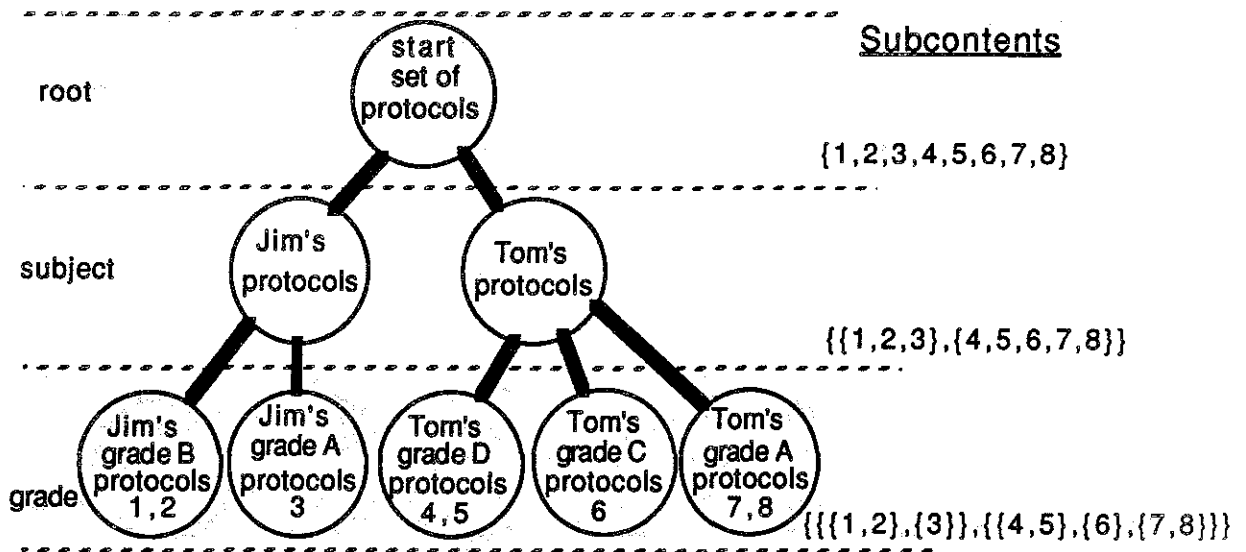 Subcontents
root
start
set of
protocols
{1,2,3,4,5,6,7,8}
subject
Jim's
protocols
Tom's
protocols
{{1,2,3},{4,5,6,7,8}}
grade
Jim's
grade B
protocols
1,2
Jim's
grade A
protocols
3
Tom's
grade D
protocols
4,5
Tom's
grade C
protocols
6
Tom's
grade A
protocols
7,8
{{{1,2},{3}},{{4,5},{6},{7,8}}}